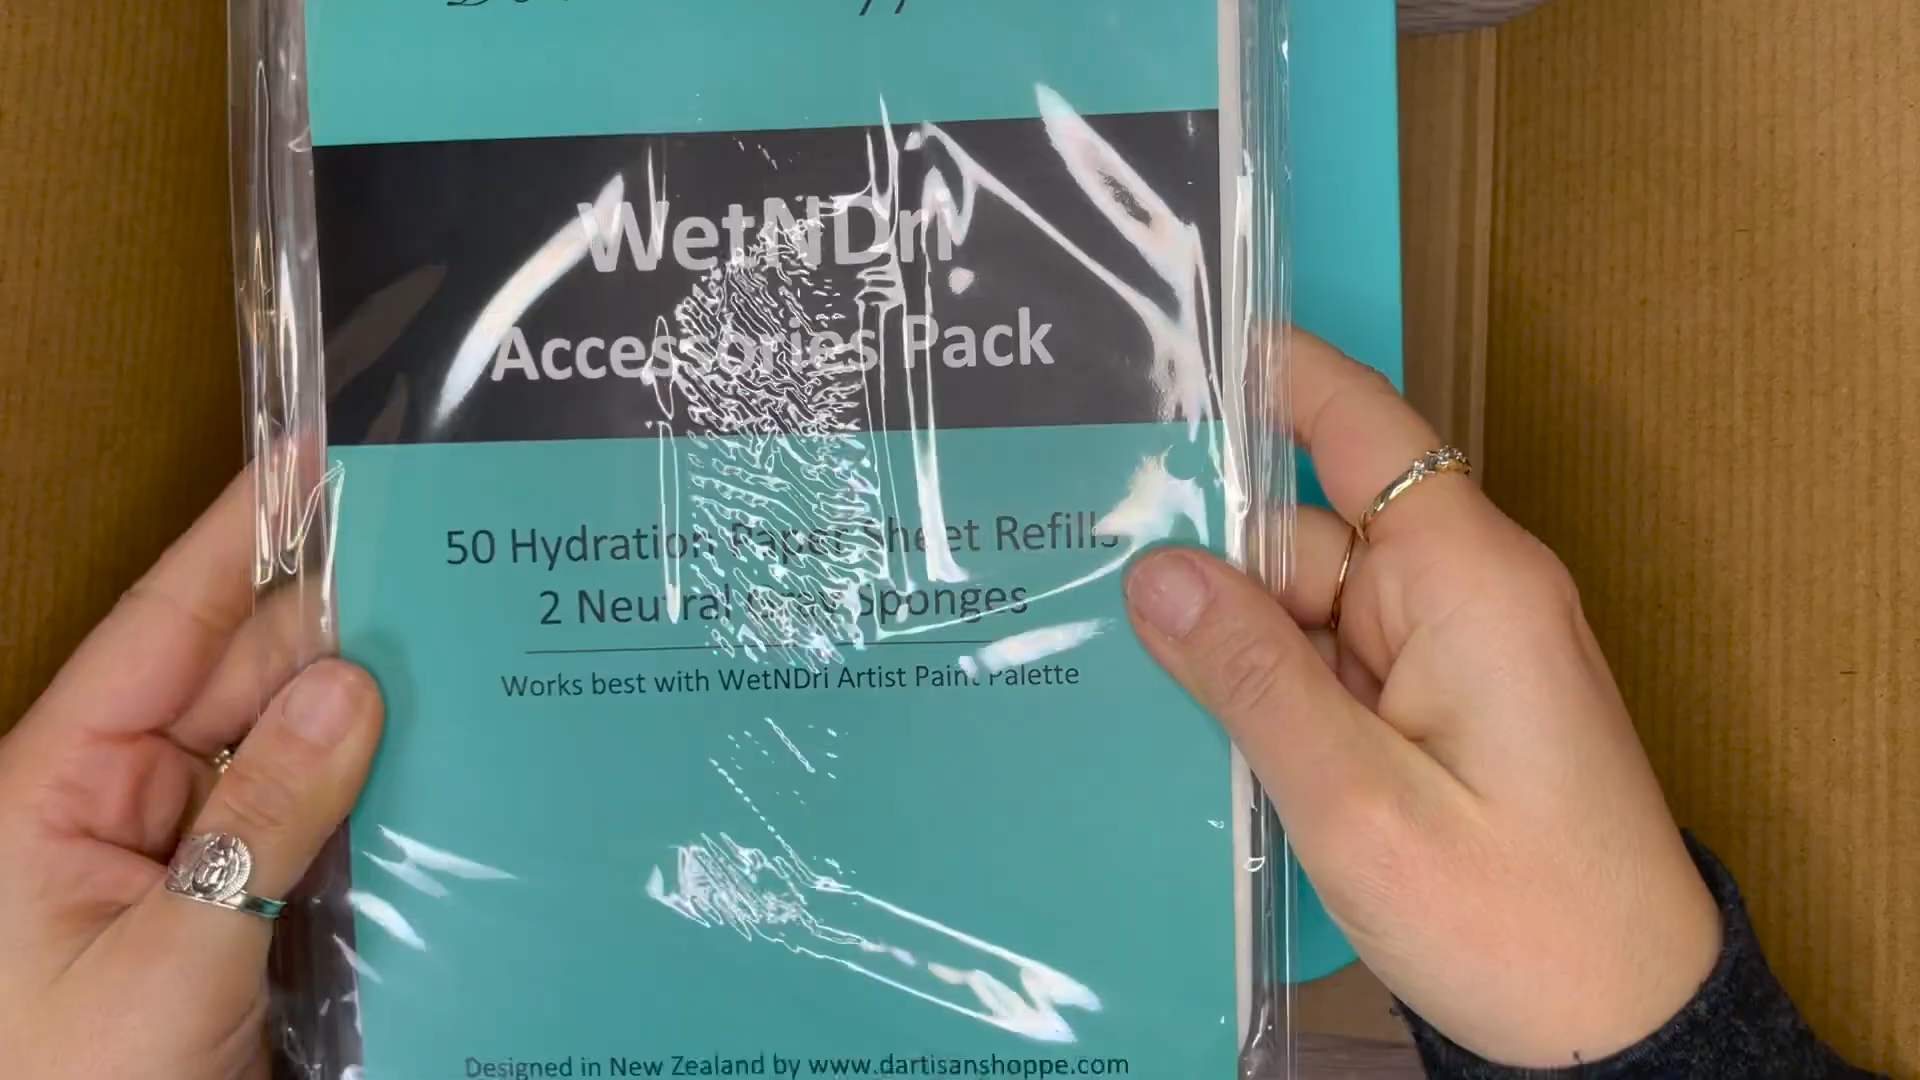 WetNDri
Accessories Pack
50 Hydration Paper Sheet Refills
2 Neutral Gray Sponges
Works best with WetNDri Artist Paint Palette
Designed in New Zealand by www.dartisanshoppe.com